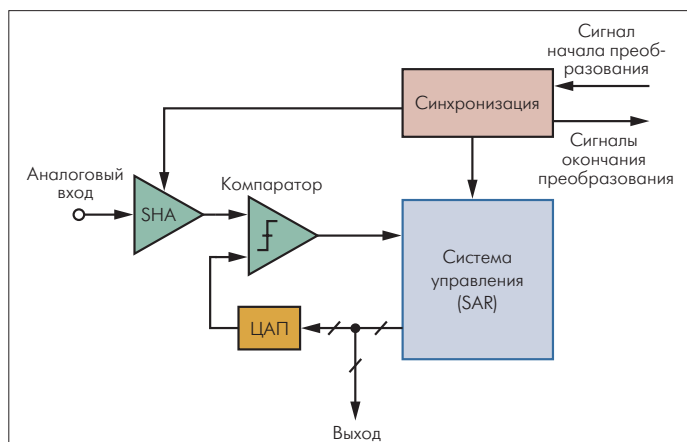 Сигнал
начала преоб-
разования
Синхронизация
Сигналы
окончания
преобразования
Аналоговый
вход
SHA
Компаратор
Система
управления
(SAR)
ЦАП
Выход